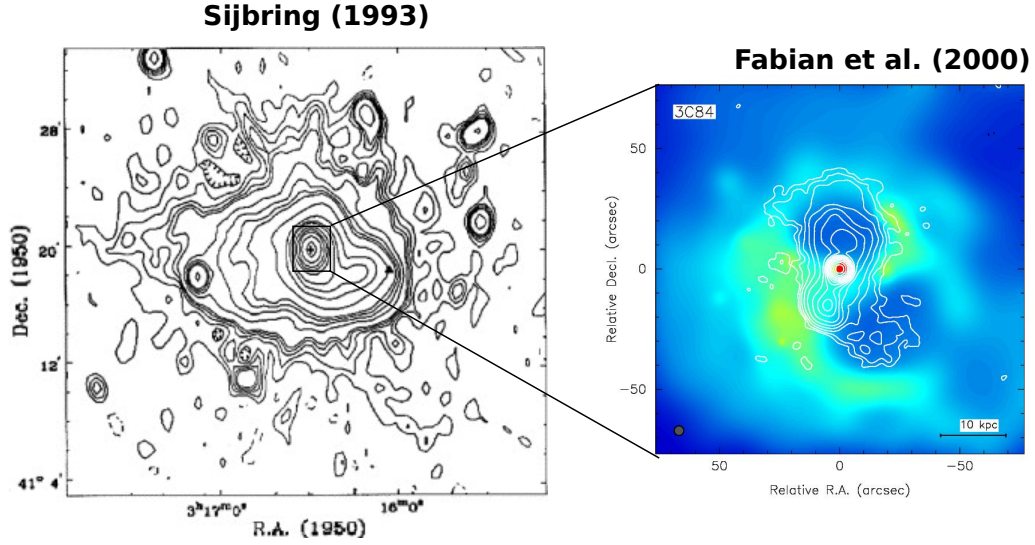 Sijbring (1993)
Fabian et al. (2000)
3C84
28'
20'
12'
41° 4'
Dec. (1950)
3ʰ17ᵐ0ˢ
16ᵐ0ˢ
R.A. (1950)
50
0
−50
Relative Decl. (arcsec)
10 kpc
50
0
−50
Relative R.A. (arcsec)